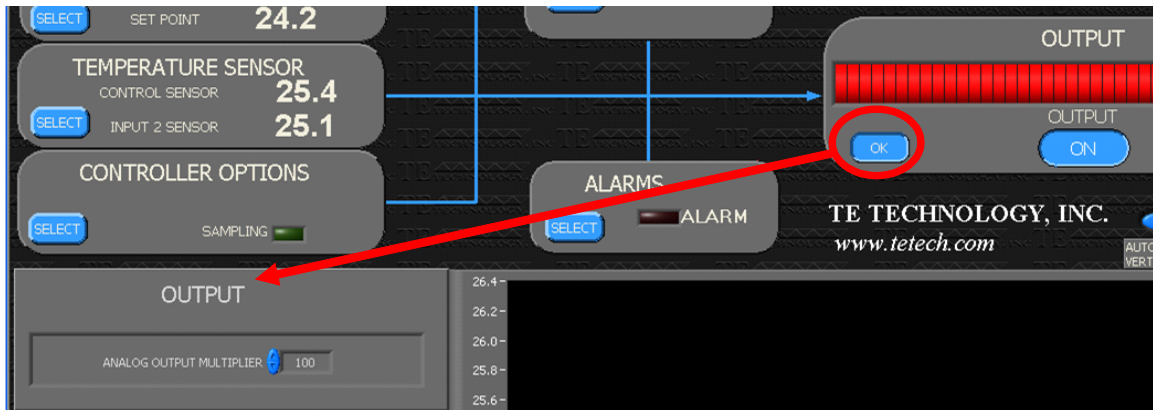 SELECT SET POINT 24.2
TEMPERATURE SENSOR
CONTROL SENSOR 25.4
SELECT INPUT 2 SENSOR 25.1
CONTROLLER OPTIONS
SELECT SAMPLING
OUTPUT
OUTPUT
OK ON
ALARMS
SELECT ALARM
TE TECHNOLOGY, INC.
www.tetech.com
AUTO
VERT
OUTPUT
ANALOG OUTPUT MULTIPLIER 100
26.4
26.2
26.0
25.8
25.6